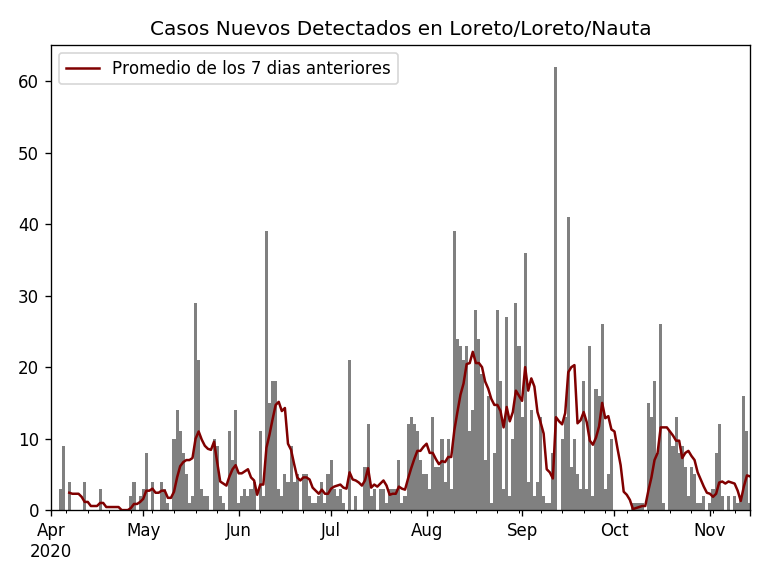 Casos Nuevos Detectados en Loreto/Loreto/Nauta
Promedio de los 7 dias anteriores
60
50
40
30
20
10
0
Apr May Jun Jul Aug Sep Oct Nov
2020